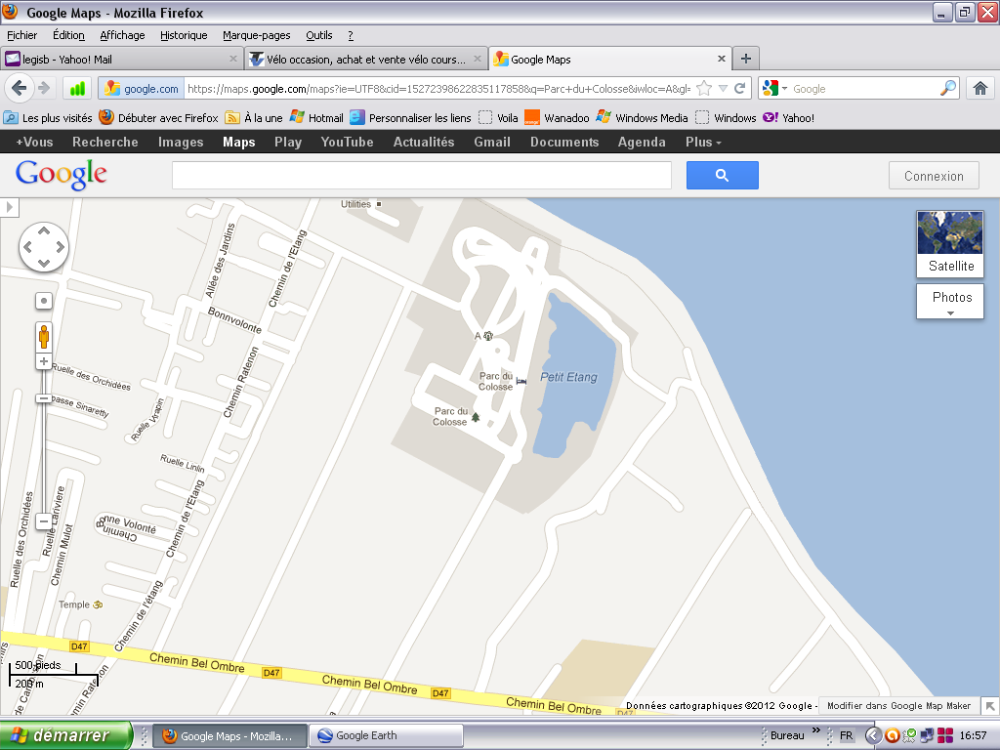 Google Maps - Mozilla Firefox
Fichier Édition Affichage Historique Marque-pages Outils ?
legisb - Yahoo! Mail
Vélo occasion, achat et vente vélo cours...
Google Maps
google.com
https://maps.google.com/maps?ie=UTF8&cid=15272398622835117858&q=Parc+du+Colosse&iwloc=A&gl=
Google
Les plus visités Débuter avec Firefox À la une Hotmail Personnaliser les liens Voila Wanadoo Windows Media Windows Yahoo!
+Vous Recherche Images Maps Play YouTube Actualités Gmail Documents Agenda Plus
Google
Connexion
Utilities
Satellite
Photos
Allée des Jardins
Chemin de l'Etang
Bonnvolonte
A
Chemin Ratenon
Parc du
Colosse
Petit Etang
Ruelle des Orchidées
passe Sinaretty
Ruelle Virapin
Parc du
Colosse
Ruelle Linlin
Chemin de l'Etang
Ruelle des Orchidées
Ruelle Lariviere
Chemin Mulot
Bonne Volonté
Chemin
Temple
Chemin de l'étang
D47
Chemin Bel Ombre
D47
Chemin Bel Ombre
D47
Chemin Bel Ombre
D47
500 pieds
200 m
Chemin Raten
Données cartographiques ©2012 Google -
Modifier dans Google Map Maker
démarrer
Google Maps - Mozilla...
Google Earth
Bureau
FR
16:57